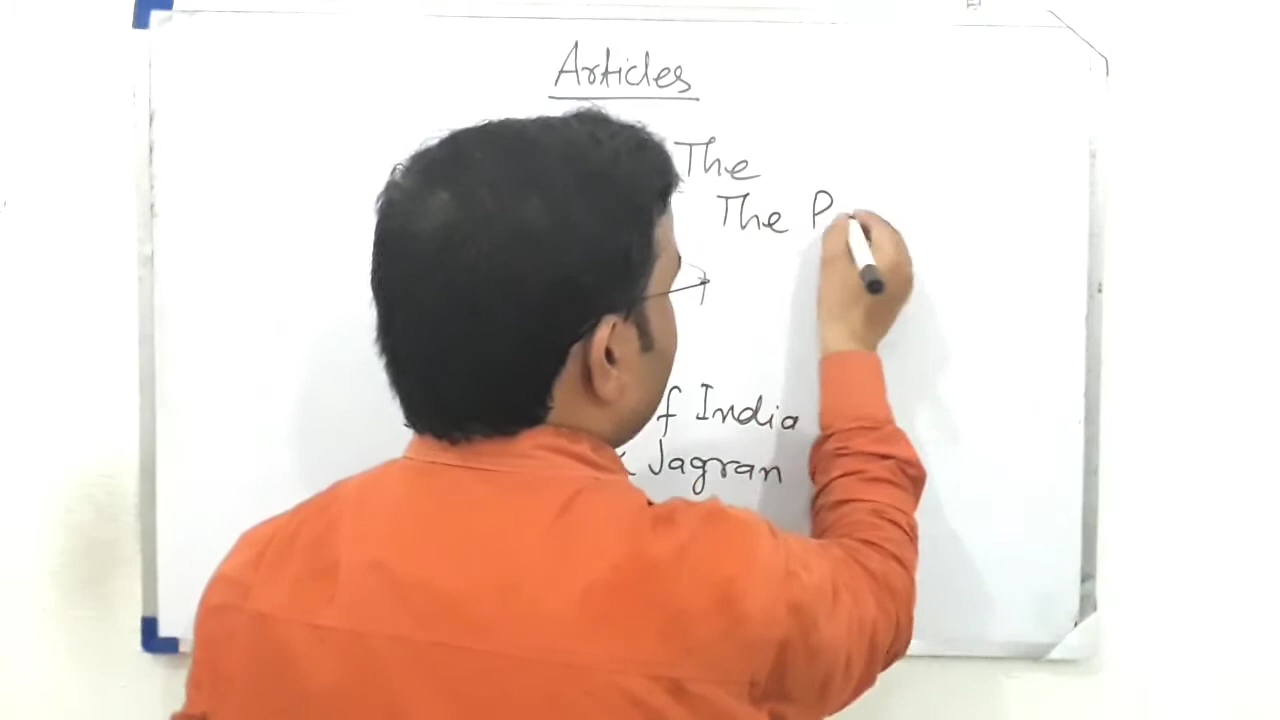 Articles
The
The P
f India
Jagran